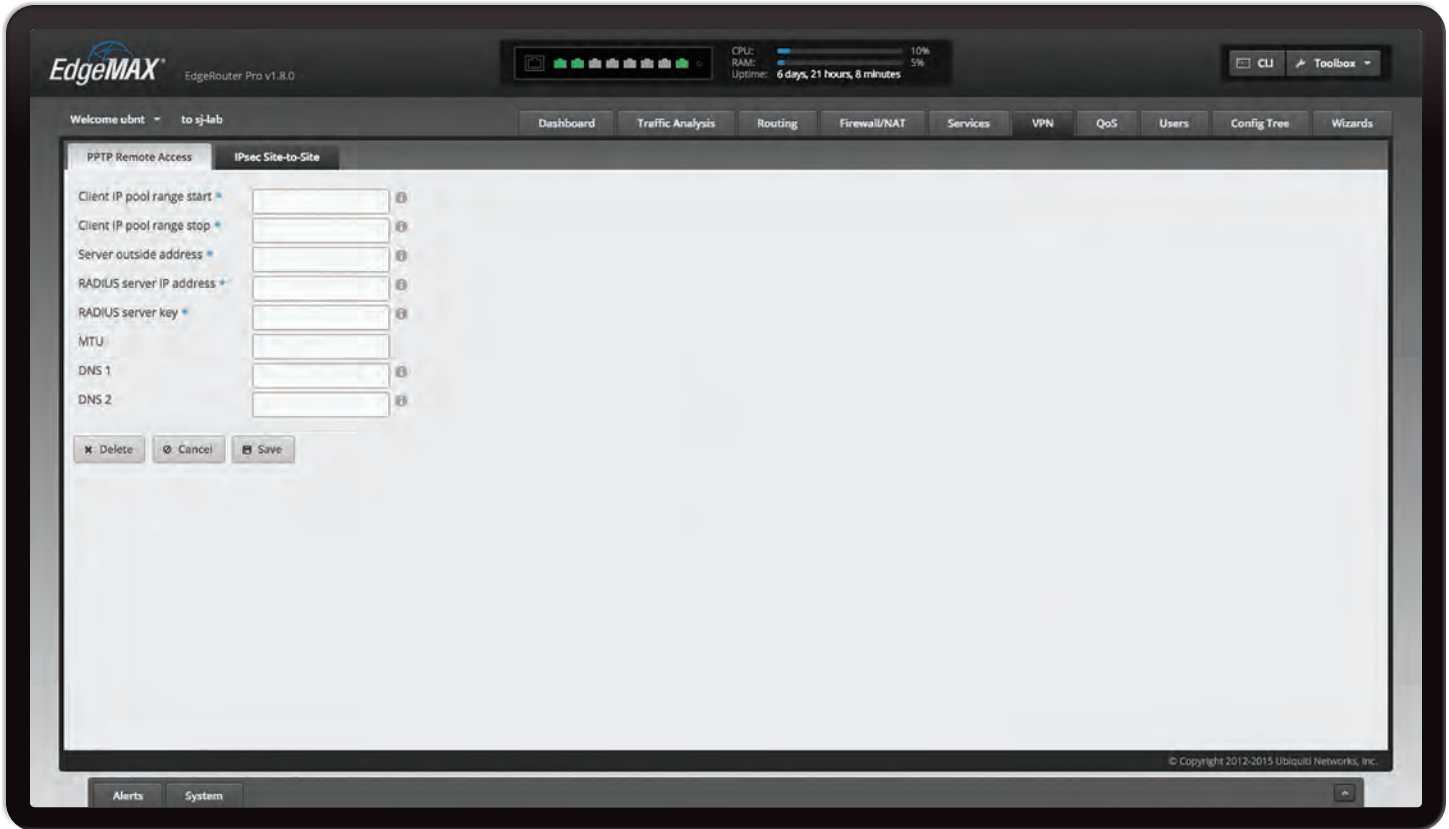 EdgeMAX®
EdgeRouter Pro v1.8.0
CPU: 10%
RAM: 5%
Uptime: 6 days, 21 hours, 8 minutes
CLI
Toolbox
Welcome ubnt to sj-lab
Dashboard Traffic Analysis Routing Firewall/NAT Services VPN QoS Users Config Tree Wizards
PPTP Remote Access IPsec Site-to-Site
Client IP pool range start *
Client IP pool range stop *
Server outside address *
RADIUS server IP address *
RADIUS server key *
MTU
DNS 1
DNS 2
Delete Cancel Save
© Copyright 2012-2015 Ubiquiti Networks, Inc.
Alerts System